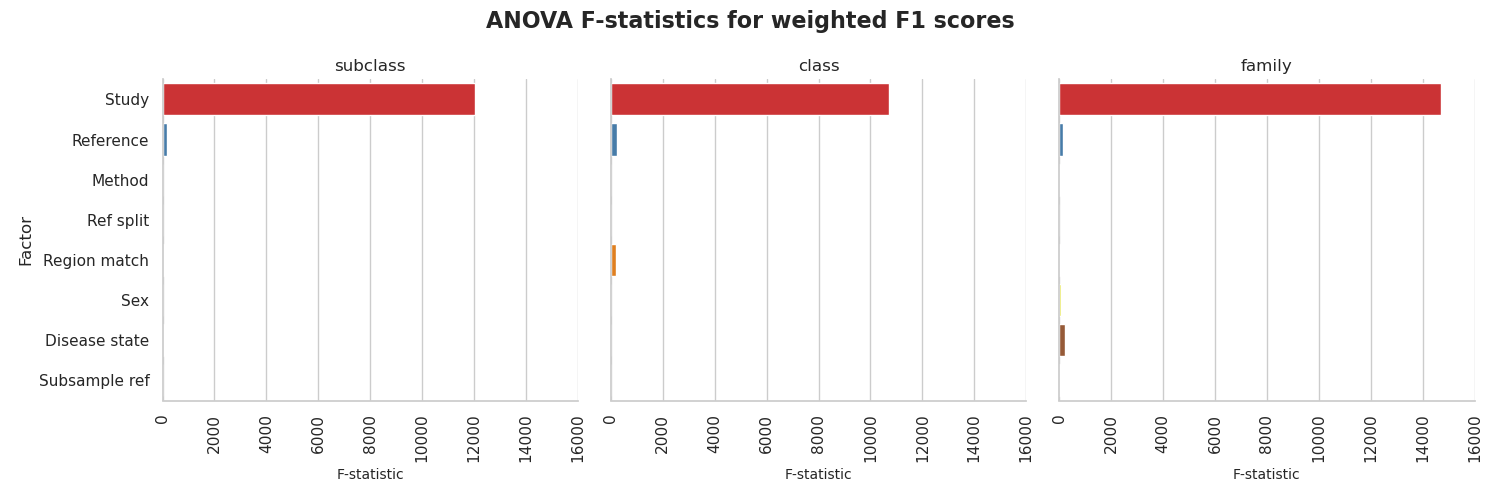 ANOVA F-statistics for weighted F1 scores
subclass
class
family
Factor
Study
Reference
Method
Ref split
Region match
Sex
Disease state
Subsample ref
0 2000 4000 6000 8000 10000 12000 14000 16000
0 2000 4000 6000 8000 10000 12000 14000 16000
0 2000 4000 6000 8000 10000 12000 14000 16000
F-statistic
F-statistic
F-statistic